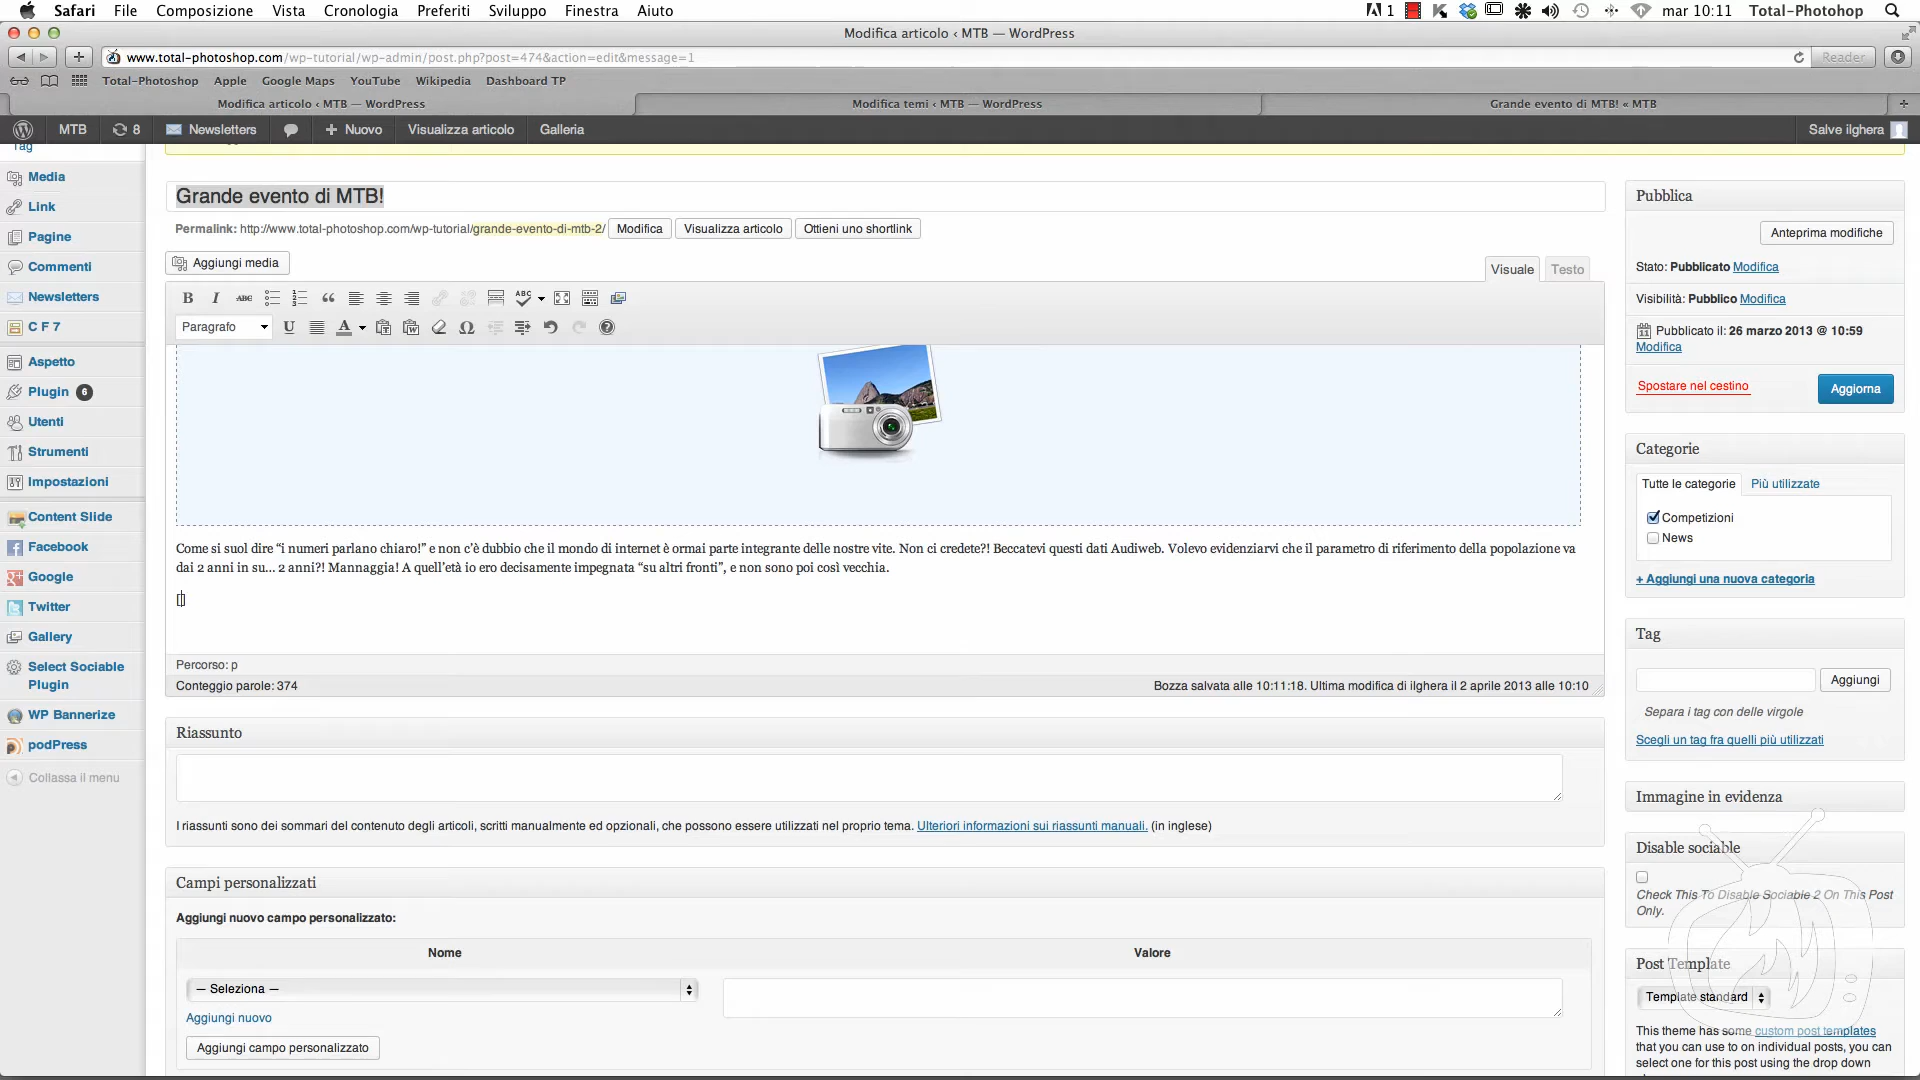 Safari File Composizione Vista Cronologia Preferiti Sviluppo Finestra Aiuto 1 mar 10:11 Total-Photohop
Modifica articolo ‹ MTB — WordPress
www.total-photoshop.com/wp-tutorial/wp-admin/post.php?post=474&action=edit&message=1 Reader
Total-Photoshop Apple Google Maps YouTube Wikipedia Dashboard TP
Modifica articolo ‹ MTB — WordPress Modifica temi ‹ MTB — WordPress Grande evento di MTB! « MTB
MTB 8 Newsletters + Nuovo Visualizza articolo Galleria Salve ilghera
Tag
Media
Link
Pagine
Commenti
Newsletters
C F 7
Aspetto
Plugin 6
Utenti
Strumenti
Impostazioni
Content Slide
Facebook
Google
Twitter
Gallery
Select Sociable
Plugin
WP Bannerize
podPress
Collassa il menu
Grande evento di MTB!
Permalink: http://www.total-photoshop.com/wp-tutorial/grande-evento-di-mtb-2/ Modifica Visualizza articolo Ottieni uno shortlink
Aggiungi media
Visuale Testo
B I ABC ABC
Paragrafo U A Ω
Come si suol dire “i numeri parlano chiaro!” e non c’è dubbio che il mondo di internet è ormai parte integrante delle nostre vite. Non ci credete?! Beccatevi questi dati Audiweb. Volevo evidenziarvi che il parametro di riferimento della popolazione va
dai 2 anni in su… 2 anni?! Mannaggia! A quell’età io ero decisamente impegnata “su altri fronti”, e non sono poi così vecchia.
[]
Percorso: p
Conteggio parole: 374 Bozza salvata alle 10:11:18. Ultima modifica di ilghera il 2 aprile 2013 alle 10:10
Riassunto
I riassunti sono dei sommari del contenuto degli articoli, scritti manualmente ed opzionali, che possono essere utilizzati nel proprio tema. Ulteriori informazioni sui riassunti manuali. (in inglese)
Campi personalizzati
Aggiungi nuovo campo personalizzato:
Nome Valore
— Seleziona —
Aggiungi nuovo
Aggiungi campo personalizzato
Pubblica
Anteprima modifiche
Stato: Pubblicato Modifica
Visibilità: Pubblico Modifica
11 Pubblicato il: 26 marzo 2013 @ 10:59
Modifica
Spostare nel cestino Aggiorna
Categorie
Tutte le categorie Più utilizzate
Competizioni
News
+ Aggiungi una nuova categoria
Tag
Aggiungi
Separa i tag con delle virgole
Scegli un tag fra quelli più utilizzati
Immagine in evidenza
Disable sociable
Check This To Disable Sociable 2 On This Post
Only.
Post Template
Template standard
This theme has some custom post templates
that you can use to on individual posts, you can
select one for this post using the drop down